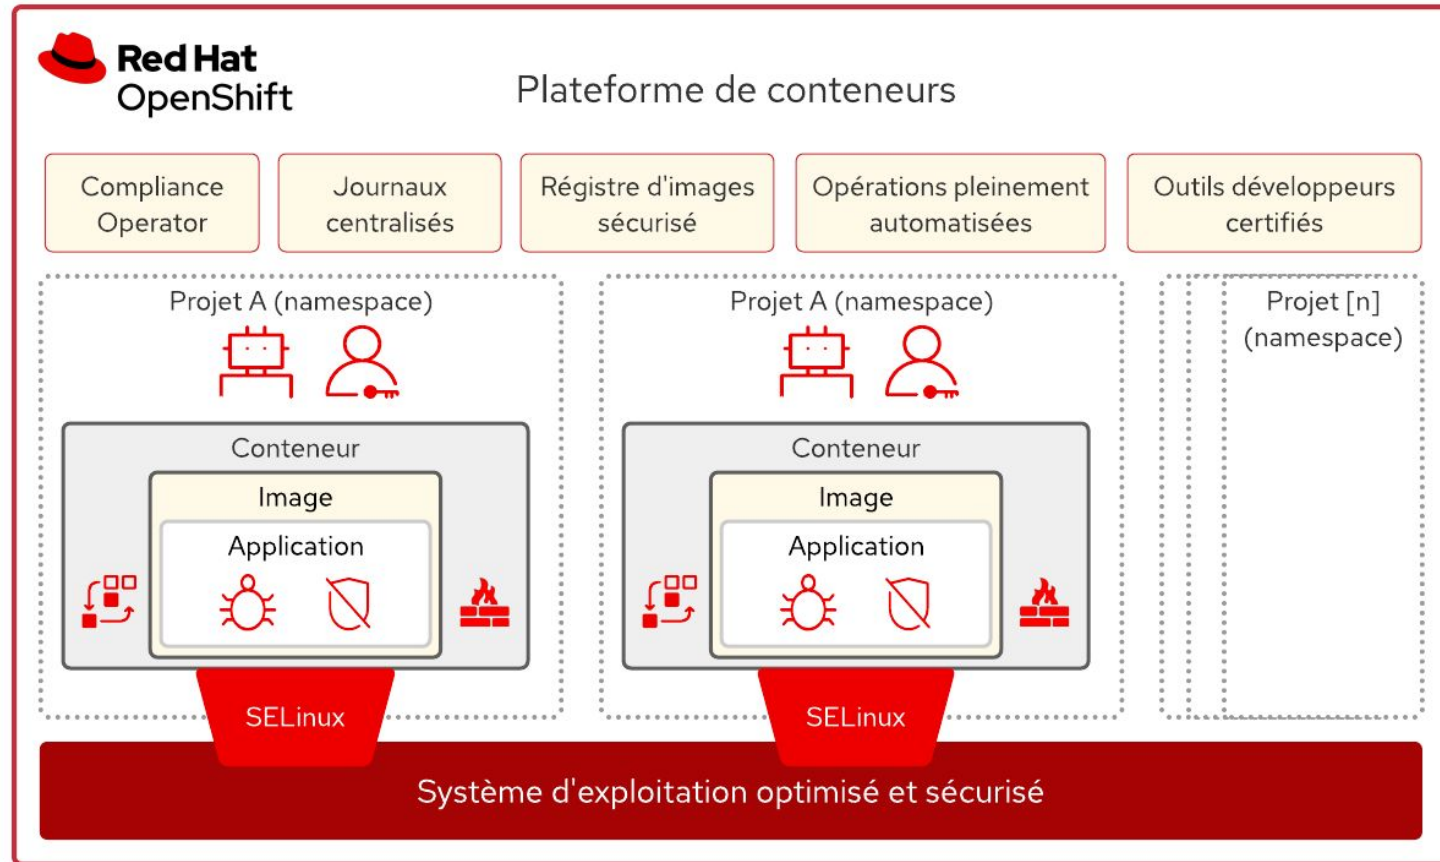 Red Hat
OpenShift
Plateforme de conteneurs
Compliance
Operator
Journaux
centralisés
Régistre d'images
sécurisé
Opérations pleinement
automatisées
Outils développeurs
certifiés
Projet A (namespace)
Conteneur
Image
Application
SELinux
Projet A (namespace)
Conteneur
Image
Application
SELinux
Projet [n]
(namespace)
Système d'exploitation optimisé et sécurisé